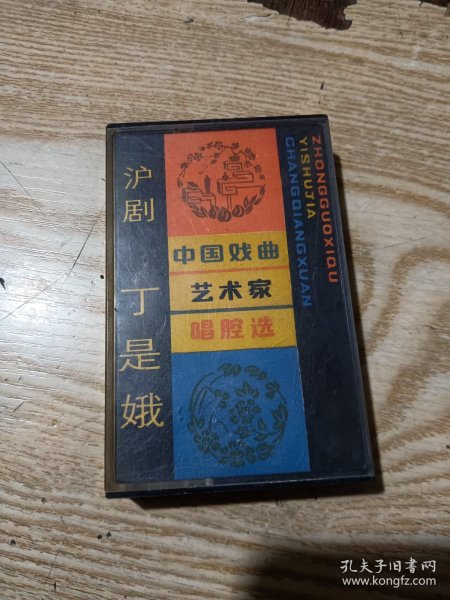 沪剧
丁是娥
中国戏曲
艺术家
唱腔选
ZHONGGUOXIQU
YISHUJIA
CHANGQIANGXUAN
孔夫子旧书网
www.kongfz.com